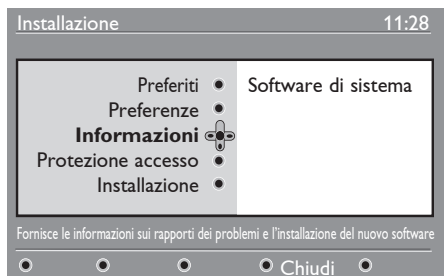 Installazione 11:28
Preferiti Software di sistema
Preferenze
Informazioni
Protezione accesso
Installazione
Fornisce le informazioni sui rapporti dei problemi e l'installazione del nuovo software
Chiudi